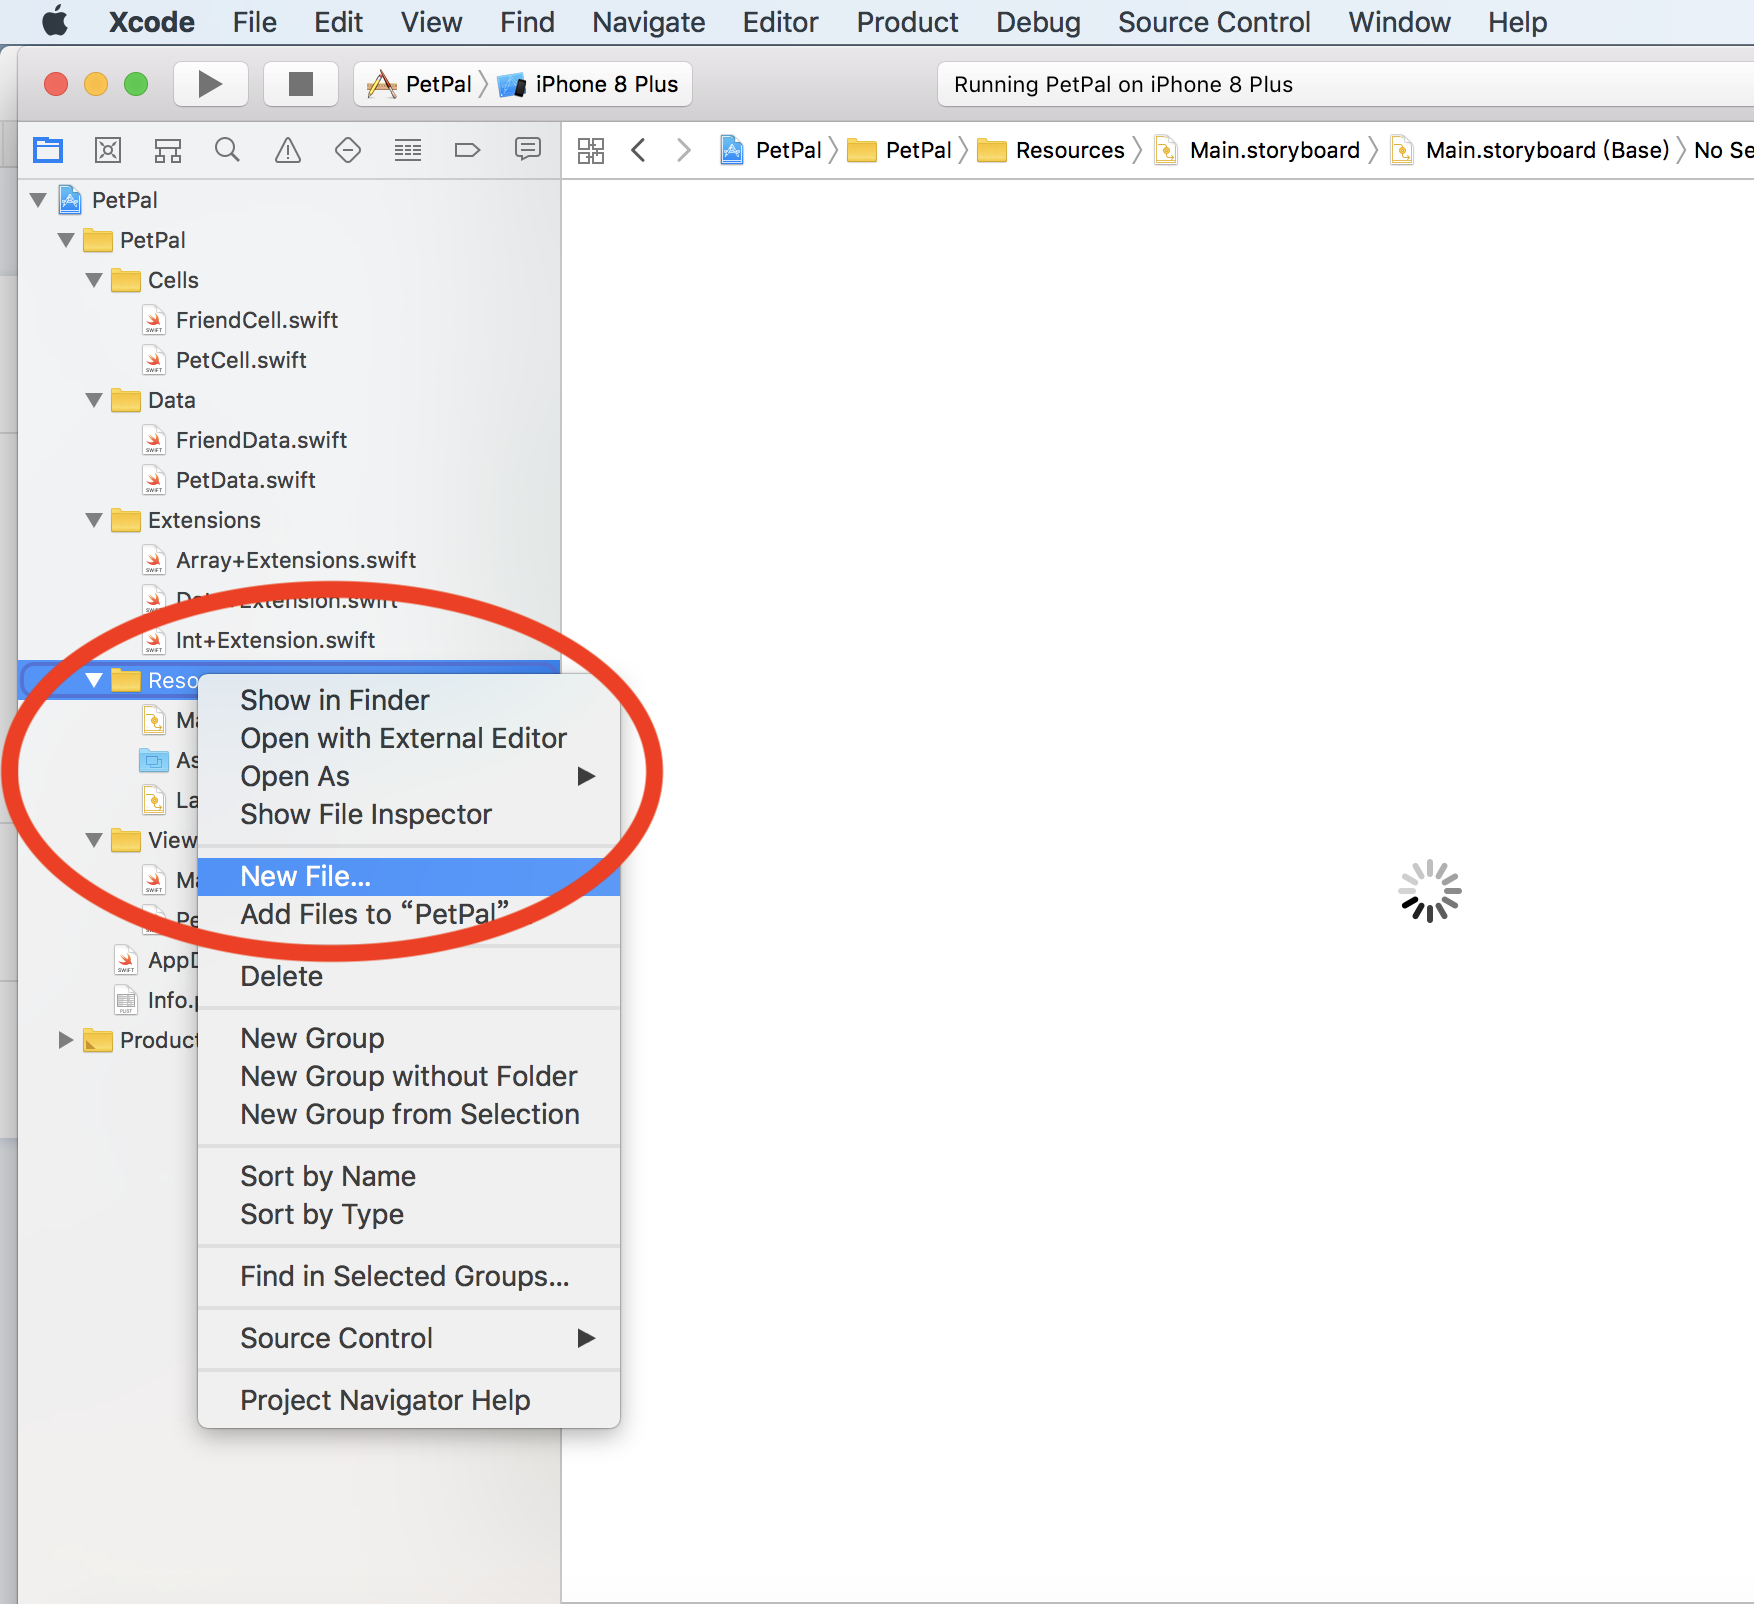 Xcode File Edit View Find Navigate Editor Product Debug Source Control Window Help
PetPal iPhone 8 Plus
Running PetPal on iPhone 8 Plus
PetPal PetPal Resources Main.storyboard Main.storyboard (Base) No Se
PetPal
PetPal
Cells
FriendCell.swift
PetCell.swift
Data
FriendData.swift
PetData.swift
Extensions
Array+Extensions.swift
Extension.swift
Int+Extension.swift
Reso
Ma
As
La
View
Ma
Pe
AppD
Info.p
Product
Show in Finder
Open with External Editor
Open As
Show File Inspector
New File...
Add Files to “PetPal”
Delete
New Group
New Group without Folder
New Group from Selection
Sort by Name
Sort by Type
Find in Selected Groups...
Source Control
Project Navigator Help